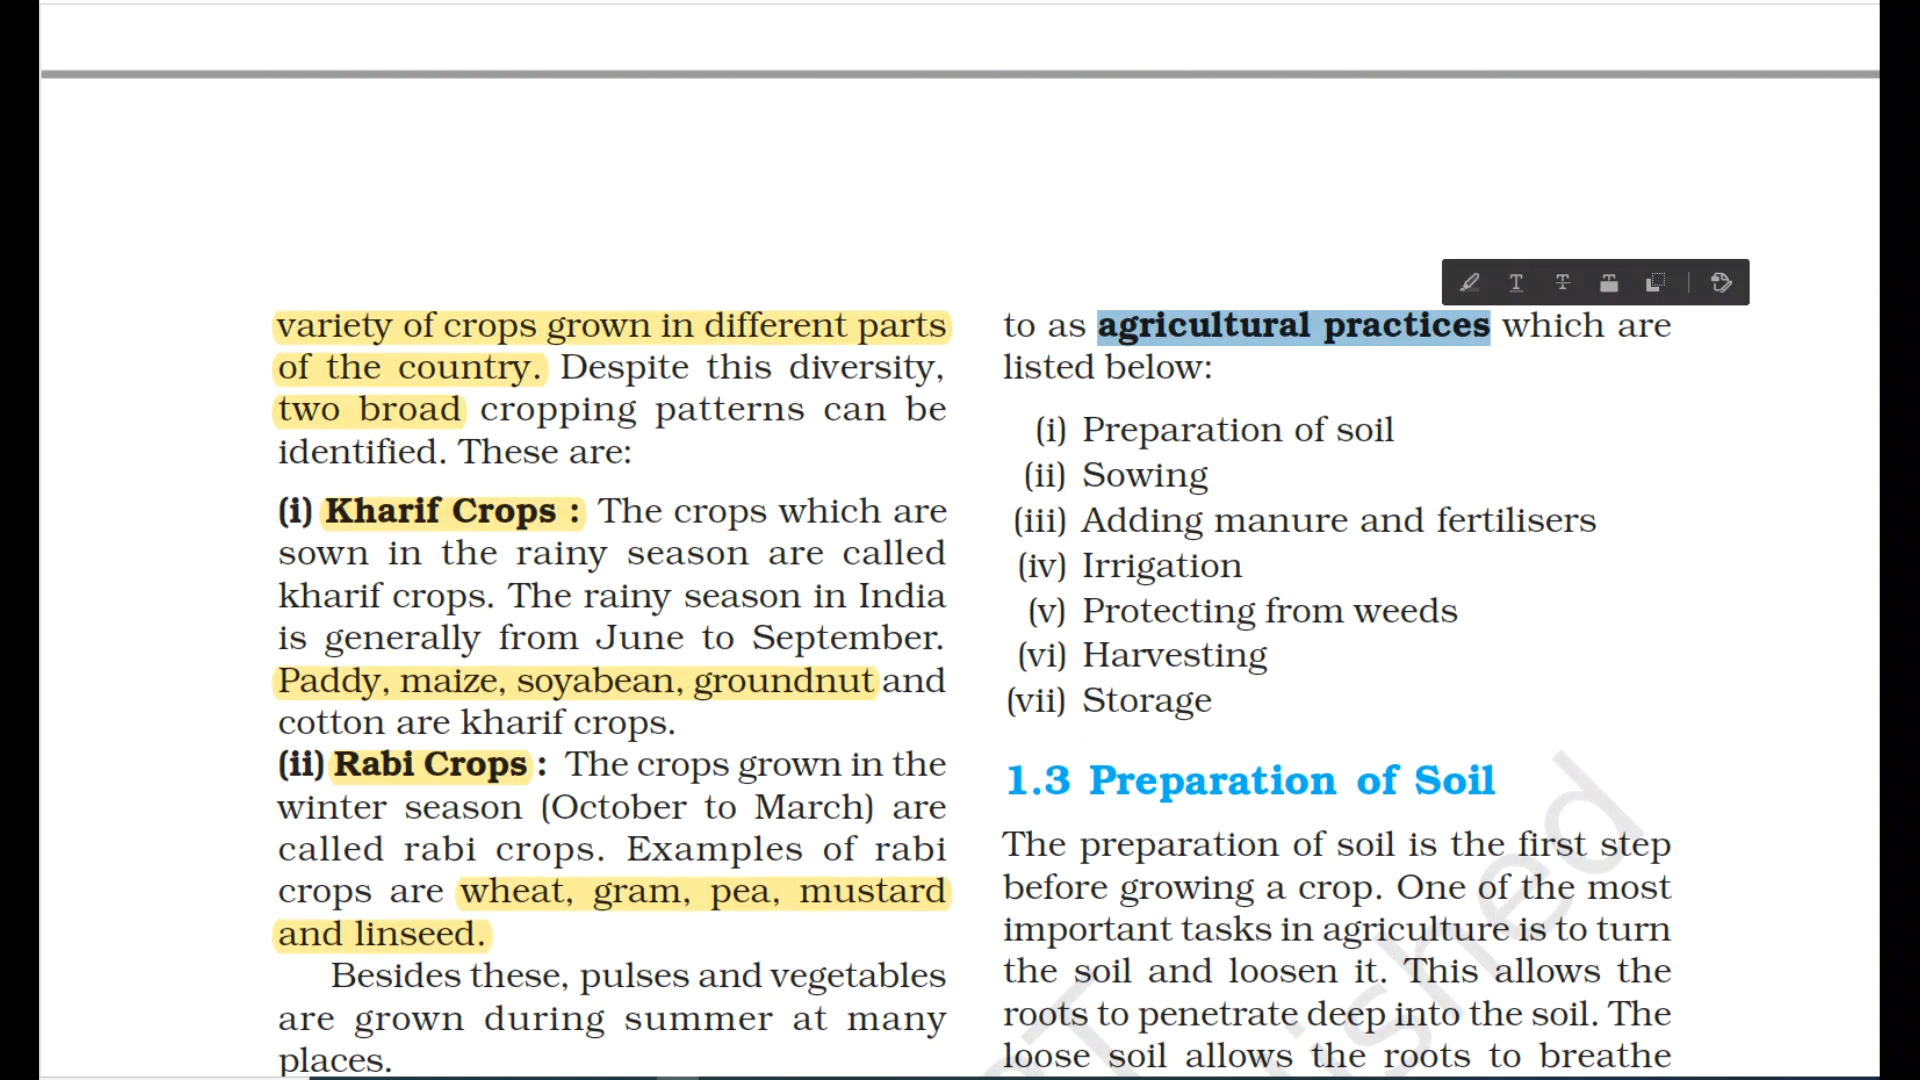 variety of crops grown in different parts
of the country. Despite this diversity,
two broad cropping patterns can be
identified. These are:
(i) Kharif Crops : The crops which are
sown in the rainy season are called
kharif crops. The rainy season in India
is generally from June to September.
Paddy, maize, soyabean, groundnut and
cotton are kharif crops.
(ii) Rabi Crops : The crops grown in the
winter season (October to March) are
called rabi crops. Examples of rabi
crops are wheat, gram, pea, mustard
and linseed.
Besides these, pulses and vegetables
are grown during summer at many
places.
to as agricultural practices which are
listed below:
(i) Preparation of soil
(ii) Sowing
(iii) Adding manure and fertilisers
(iv) Irrigation
(v) Protecting from weeds
(vi) Harvesting
(vii) Storage
1.3 Preparation of Soil
The preparation of soil is the first step
before growing a crop. One of the most
important tasks in agriculture is to turn
the soil and loosen it. This allows the
roots to penetrate deep into the soil. The
loose soil allows the roots to breathe